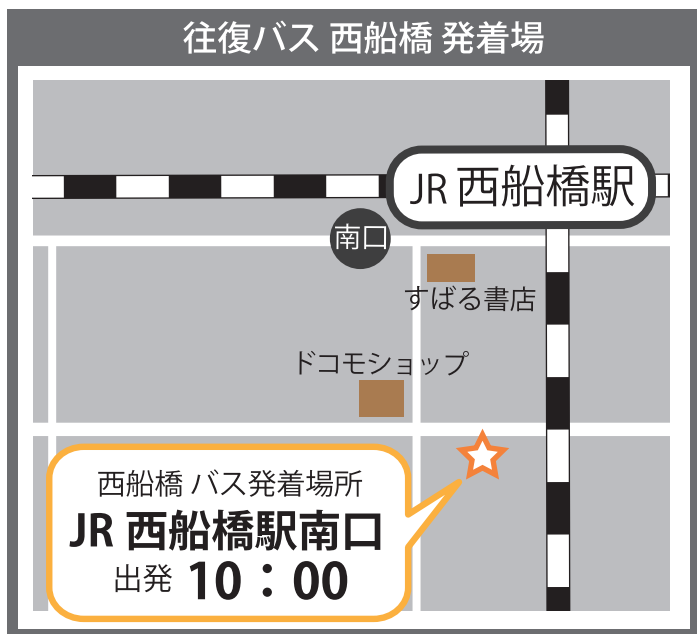 往復バス 西船橋 発着場
JR 西船橋駅
南口
すばる書店
ドコモショップ
西船橋 バス発着場所
JR 西船橋駅南口
出発 10:00